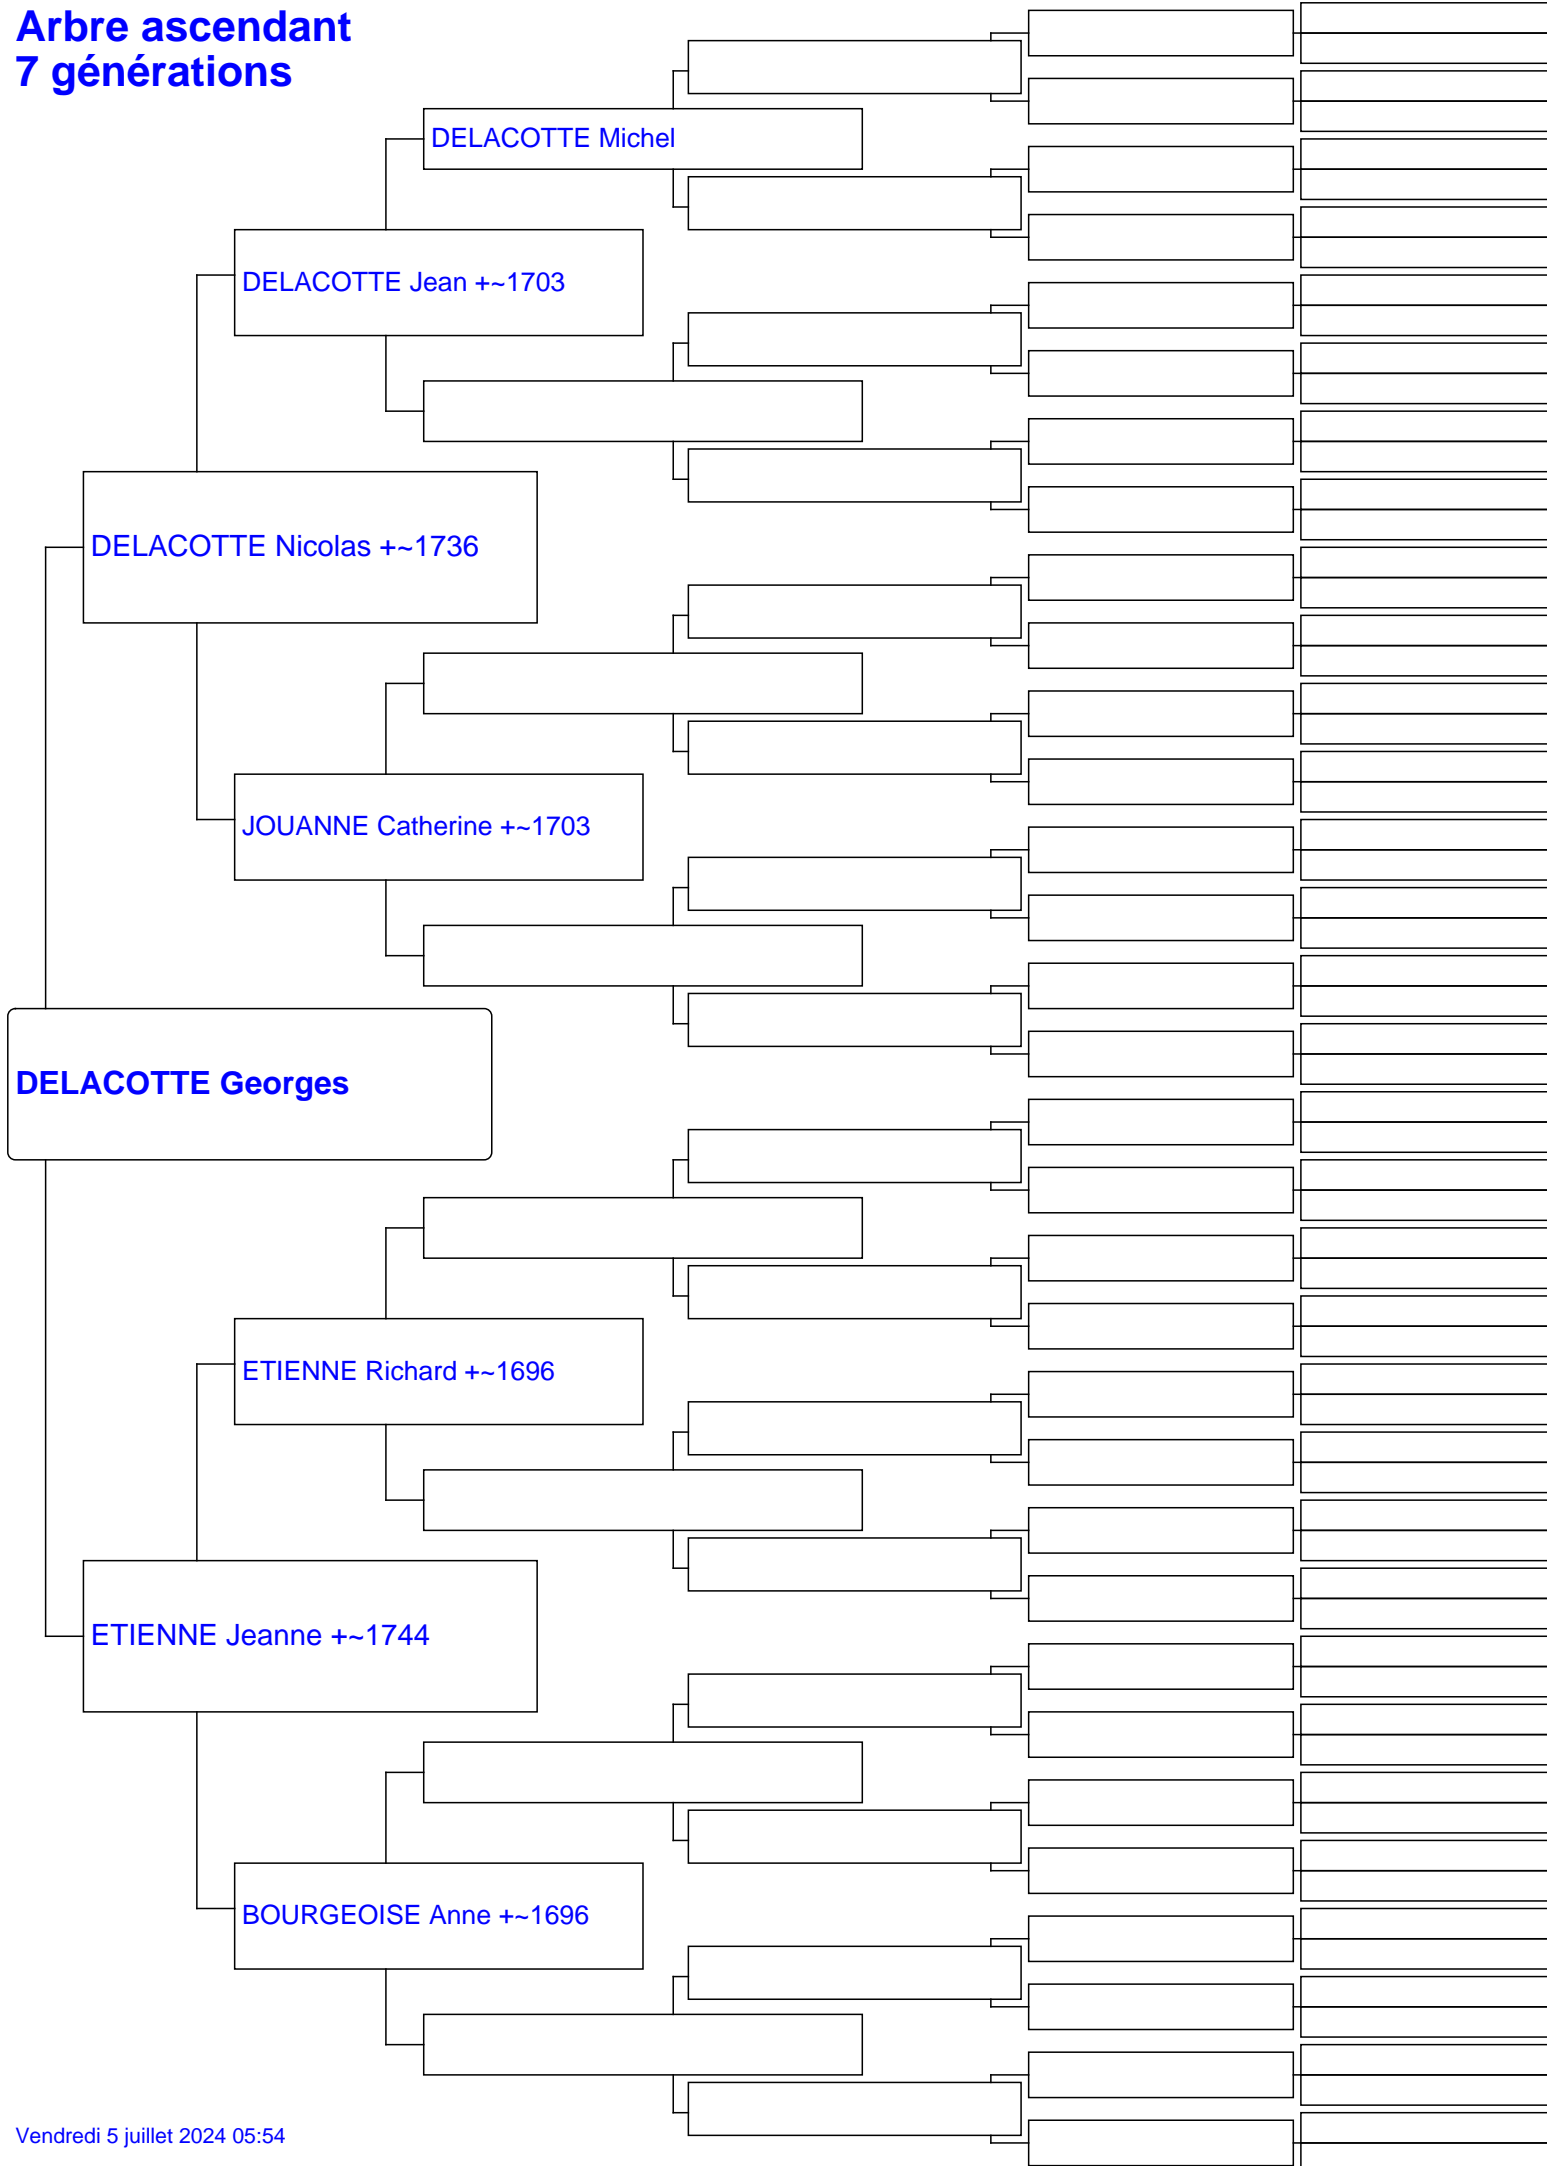 Arbre ascendant
7 générations
DELACOTTE Michel
DELACOTTE Jean +~1703
DELACOTTE Nicolas +~1736
JOUANNE Catherine +~1703
DELACOTTE Georges
ETIENNE Richard +~1696
ETIENNE Jeanne +~1744
BOURGEOISE Anne +~1696
Vendredi 5 juillet 2024 05:54